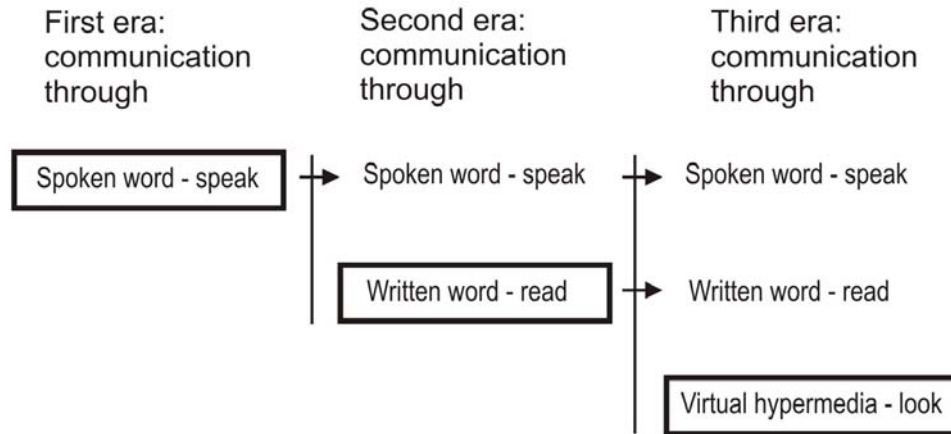 First era:
communication
through
Second era:
communication
through
Third era:
communication
through
Spoken word - speak
Spoken word - speak
Spoken word - speak
Written word - read
Written word - read
Virtual hypermedia - look